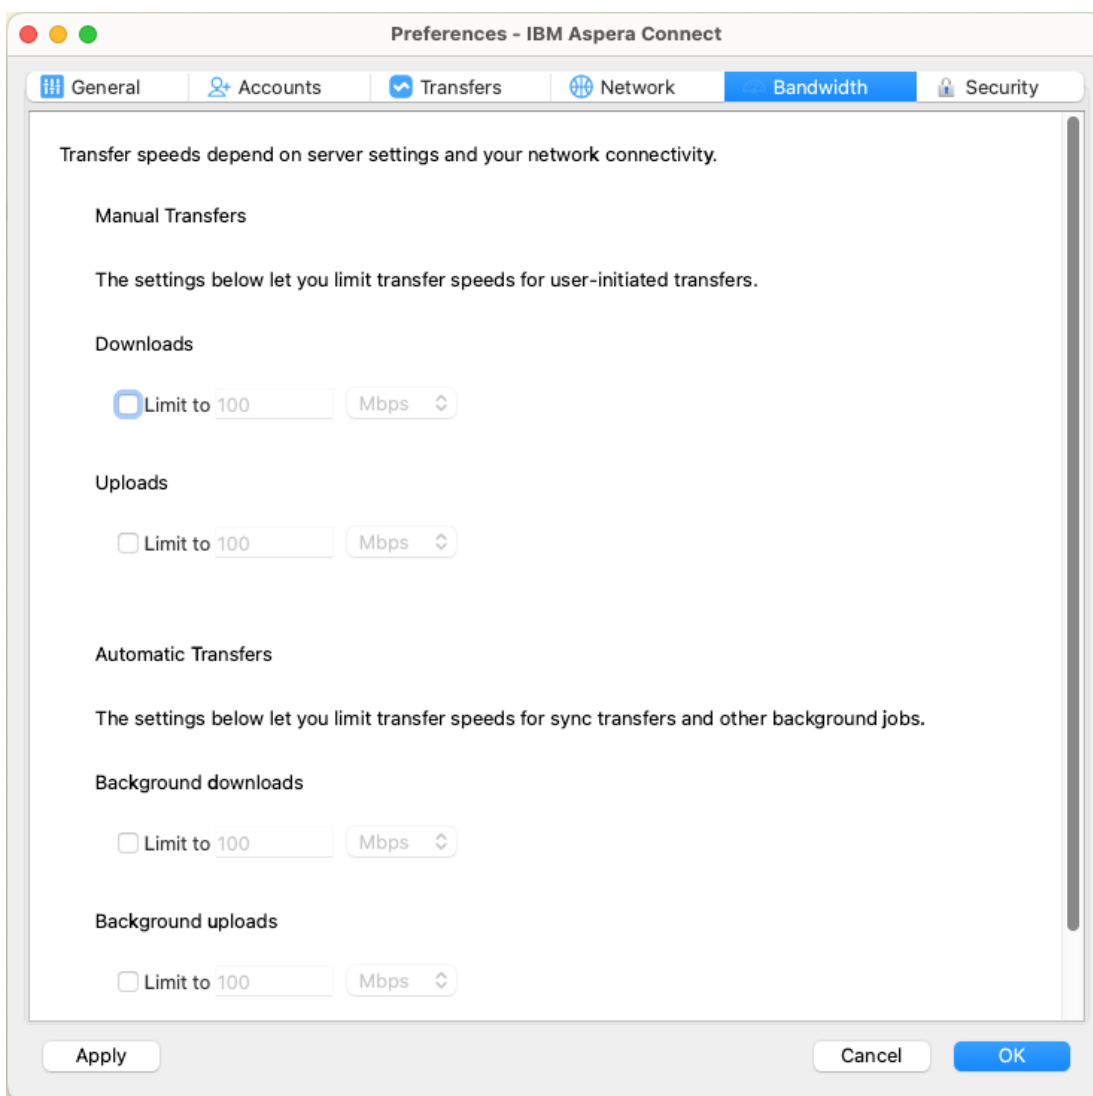 Preferences - IBM Aspera Connect
General Accounts Transfers Network Bandwidth Security
Transfer speeds depend on server settings and your network connectivity.
Manual Transfers
The settings below let you limit transfer speeds for user-initiated transfers.
Downloads
Limit to 100 Mbps
Uploads
Limit to 100 Mbps
Automatic Transfers
The settings below let you limit transfer speeds for sync transfers and other background jobs.
Background downloads
Limit to 100 Mbps
Background uploads
Limit to 100 Mbps
Apply Cancel OK